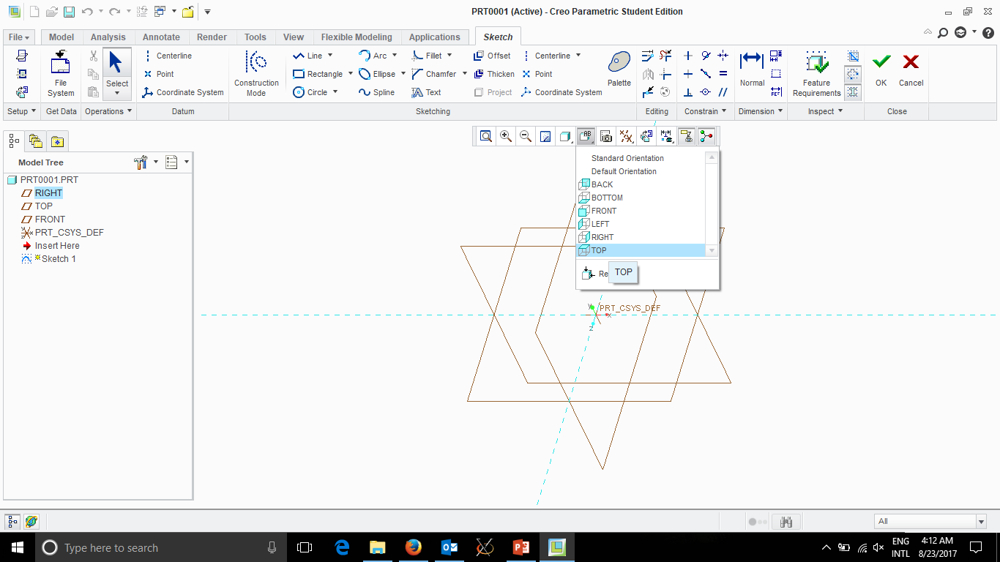 PRT0001 (Active) - Creo Parametric Student Edition
File Model Analysis Annotate Render Tools View Flexible Modeling Applications Sketch
Centerline Line Arc Fillet Offset Centerline
Point Rectangle Ellipse Chamfer Thicken Point
File System
Select
Coordinate System
Construction Mode
Circle Spline Text Project Coordinate System
Palette
Normal
Feature Requirements
OK Cancel
Setup Get Data Operations Datum Sketching Editing Constrain Dimension Inspect Close
Model Tree
PRT0001.PRT
RIGHT
TOP
FRONT
PRT_CSYS_DEF
Insert Here
Sketch 1
Standard Orientation
Default Orientation
BACK
BOTTOM
FRONT
LEFT
RIGHT
TOP
Re
TOP
PRT_CSYS_DEF
Y
X
Z
All
Type here to search
ENG
INTL
4:12 AM
8/23/2017